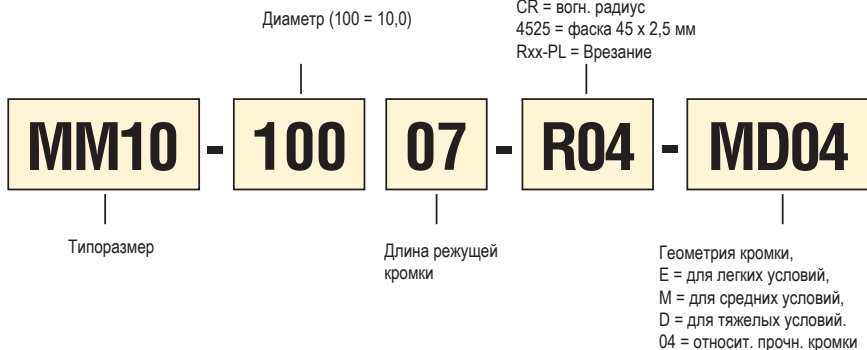 CR = вогн. радиус
Диаметр (100 = 10,0)
4525 = фаска 45 x 2,5 мм
Rxx-PL = Врезание
MM10 - 100 07 - R04 - MD04
Типоразмер
Длина режущей
кромки
Геометрия кромки,
E = для легких условий,
M = для средних условий,
D = для тяжелых условий.
04 = относит. прочн. кромки